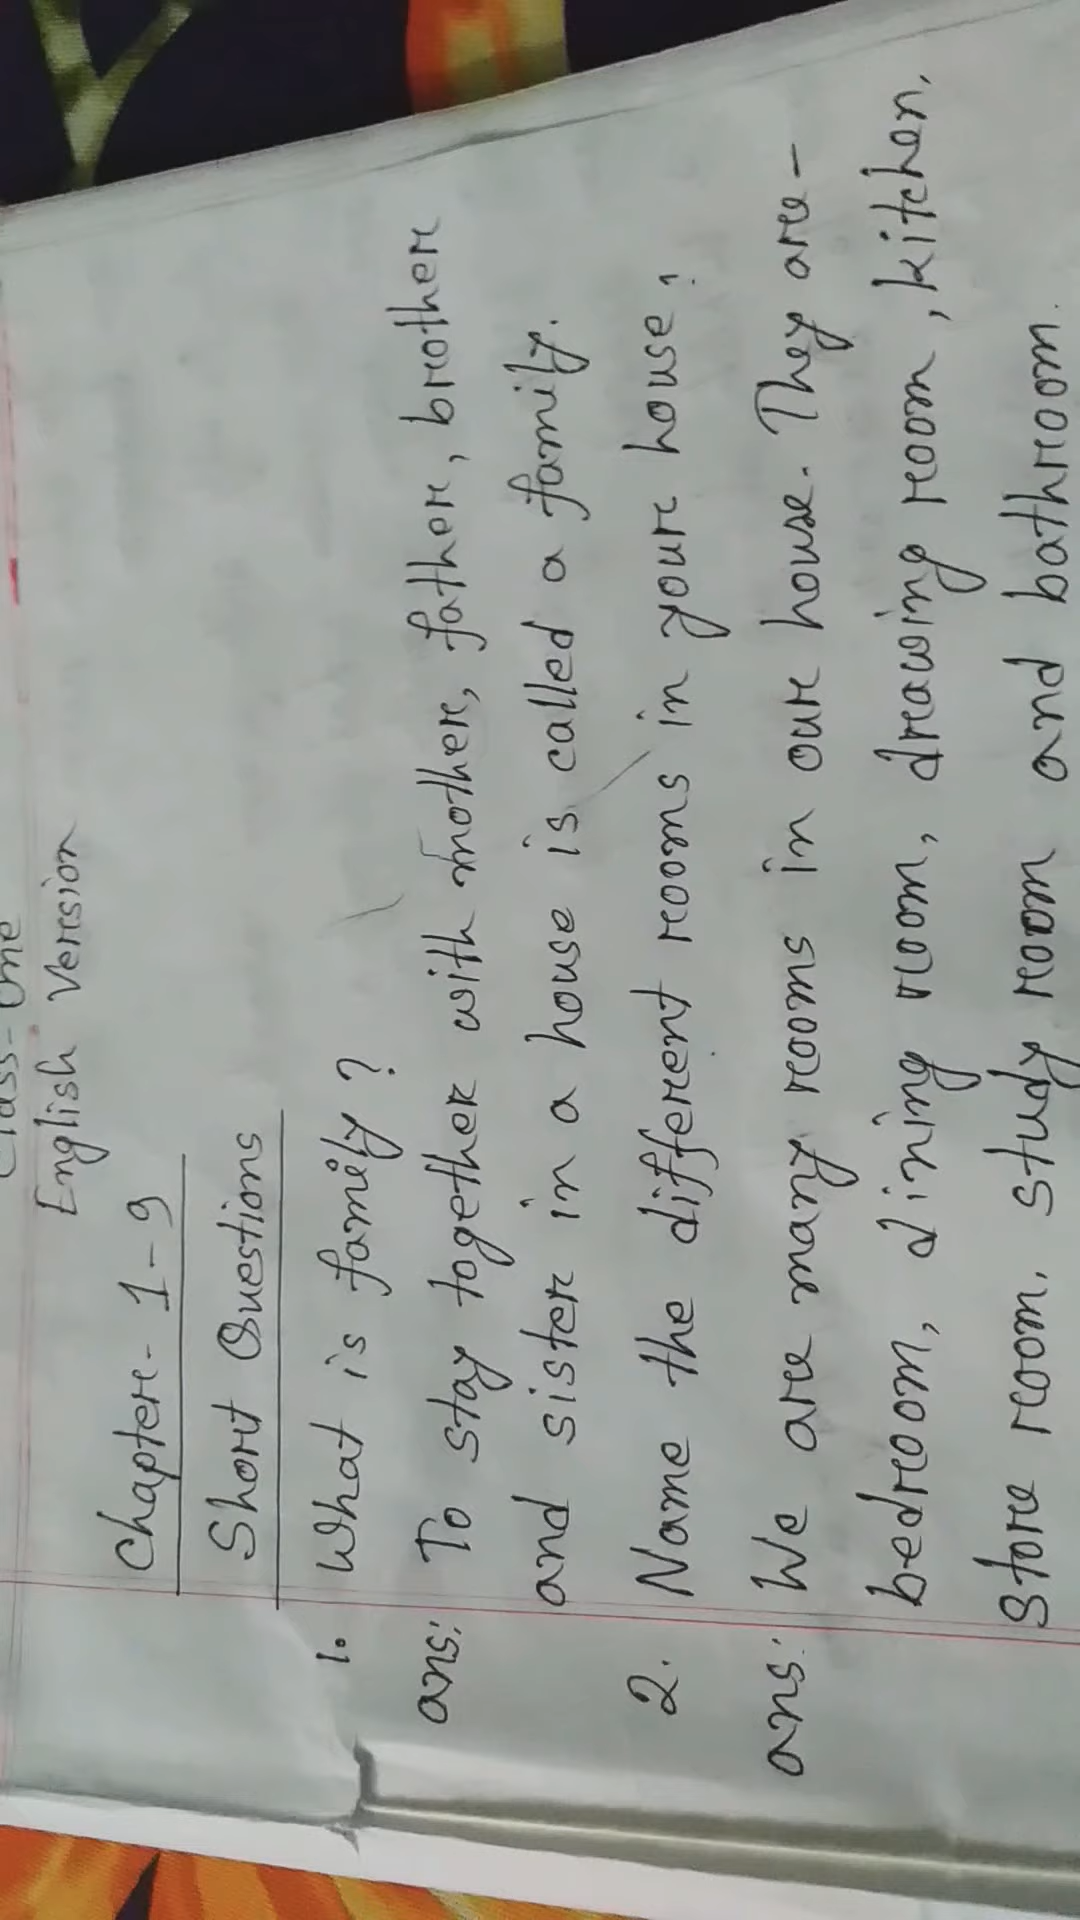 Class-One
English Version
Chapter- 1-9
Short Questions
1. What is family?
ans: To stay together with mother, father, brother
and sister in a house is called a family.
2. Name the different rooms in your house?
ans: We are many rooms in our house. They are-
bedroom, dining room, drawing room, kitchen,
Store room, study room and bathroom.